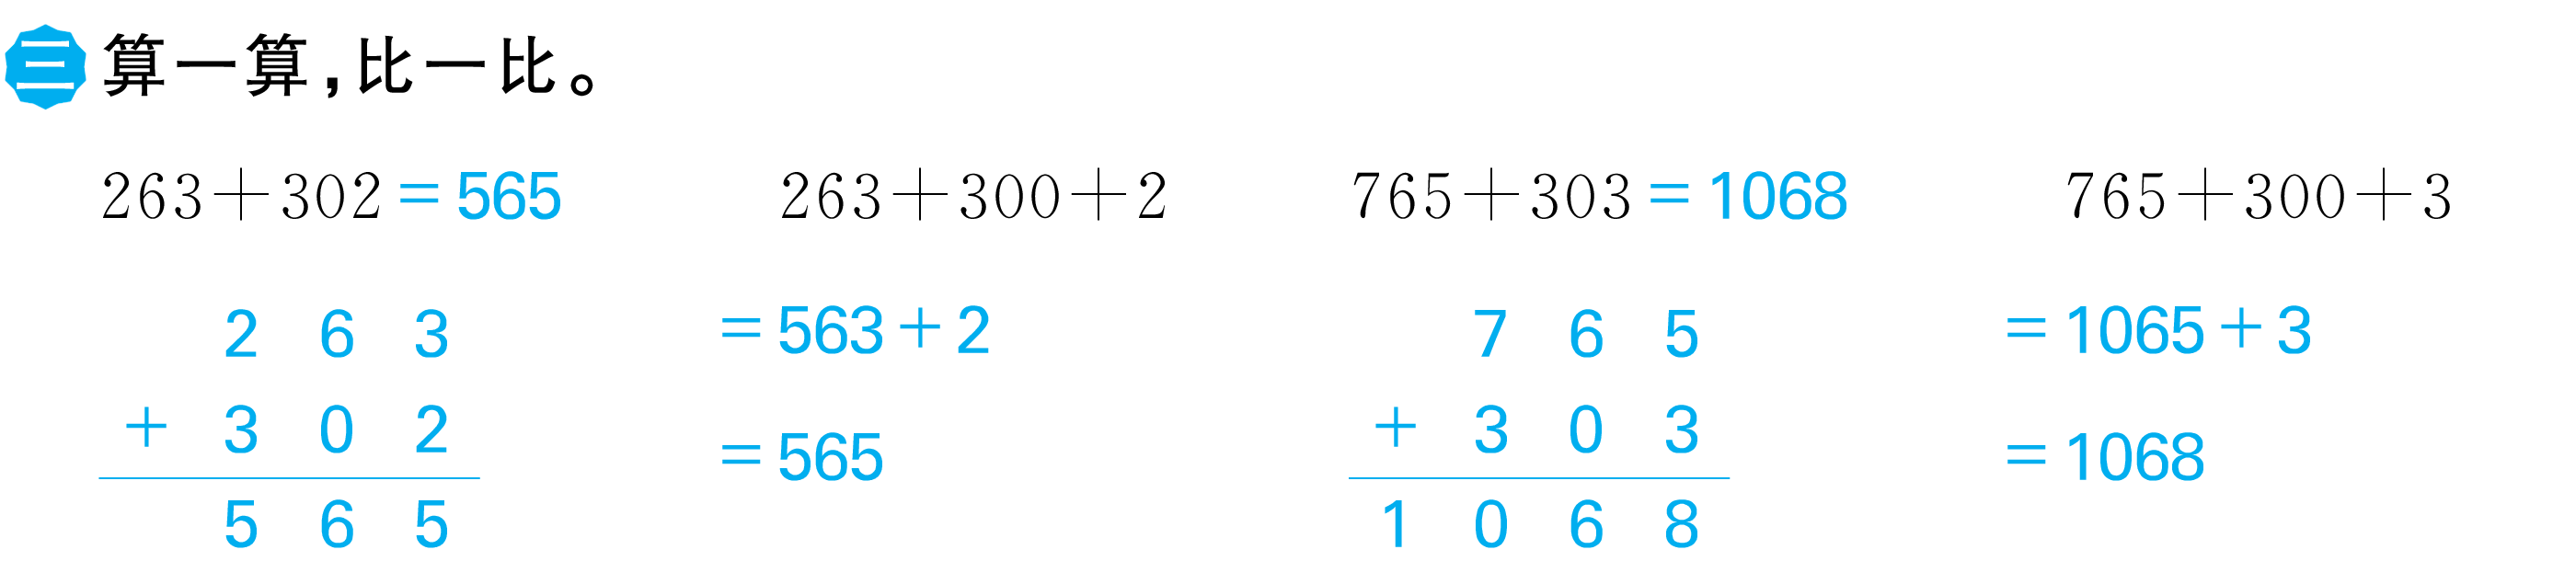 三 算一算,比一比。
263+302=565 263+300+2 765+303=1068 765+300+3
2 6 3 =563+2 7 6 5 =1065+3
+ 3 0 2 =565 + 3 0 3 =1068
5 6 5 1 0 6 8